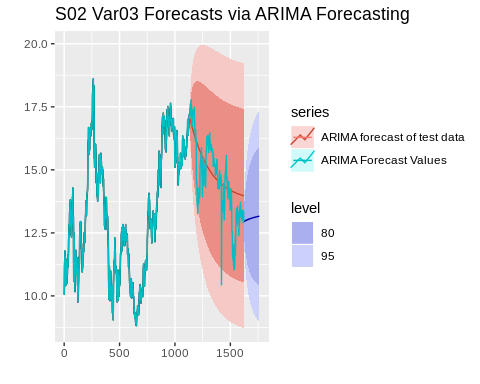 S02 Var03 Forecasts via ARIMA Forecasting
20.0
17.5
15.0
12.5
10.0
0
500
1000
1500
series
ARIMA forecast of test data
ARIMA Forecast Values
level
80
95